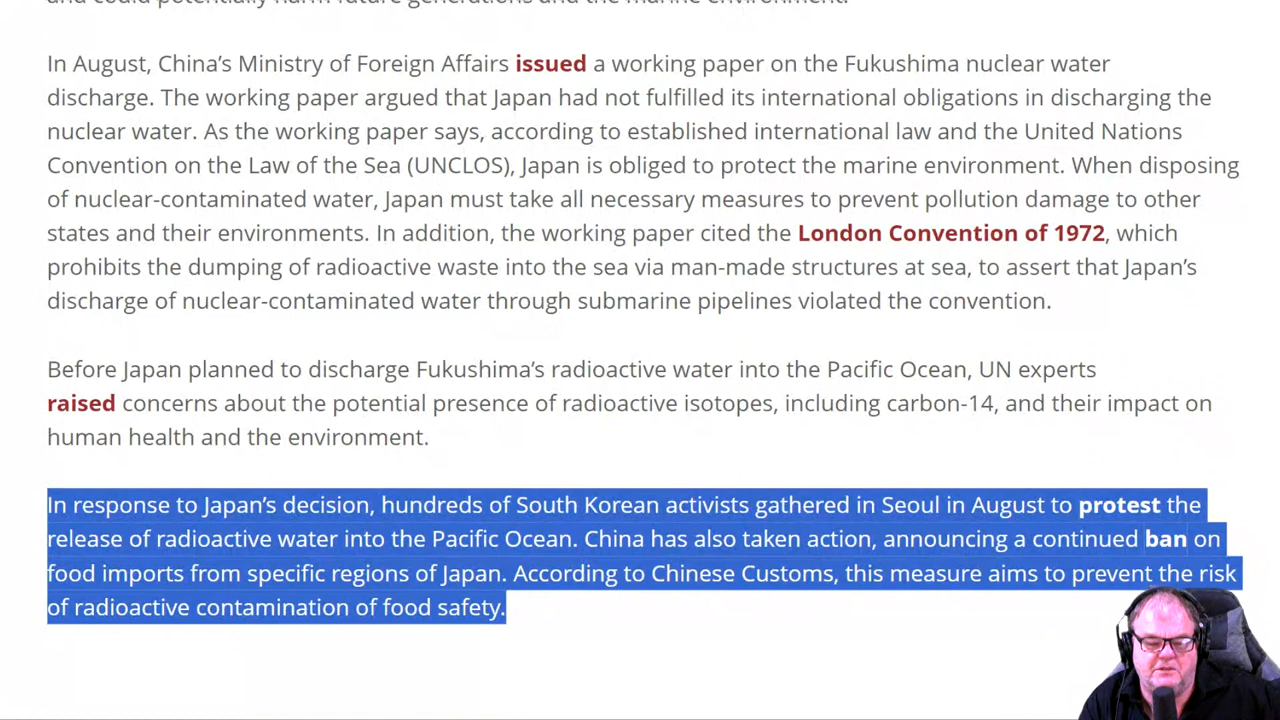 and could potentially harm future generations and the marine environment.
In August, China’s Ministry of Foreign Affairs issued a working paper on the Fukushima nuclear water
discharge. The working paper argued that Japan had not fulfilled its international obligations in discharging the
nuclear water. As the working paper says, according to established international law and the United Nations
Convention on the Law of the Sea (UNCLOS), Japan is obliged to protect the marine environment. When disposing
of nuclear-contaminated water, Japan must take all necessary measures to prevent pollution damage to other
states and their environments. In addition, the working paper cited the London Convention of 1972, which
prohibits the dumping of radioactive waste into the sea via man-made structures at sea, to assert that Japan’s
discharge of nuclear-contaminated water through submarine pipelines violated the convention.
Before Japan planned to discharge Fukushima’s radioactive water into the Pacific Ocean, UN experts
raised concerns about the potential presence of radioactive isotopes, including carbon-14, and their impact on
human health and the environment.
In response to Japan’s decision, hundreds of South Korean activists gathered in Seoul in August to protest the
release of radioactive water into the Pacific Ocean. China has also taken action, announcing a continued ban on
food imports from specific regions of Japan. According to Chinese Customs, this measure aims to prevent the risk
of radioactive contamination of food safety.